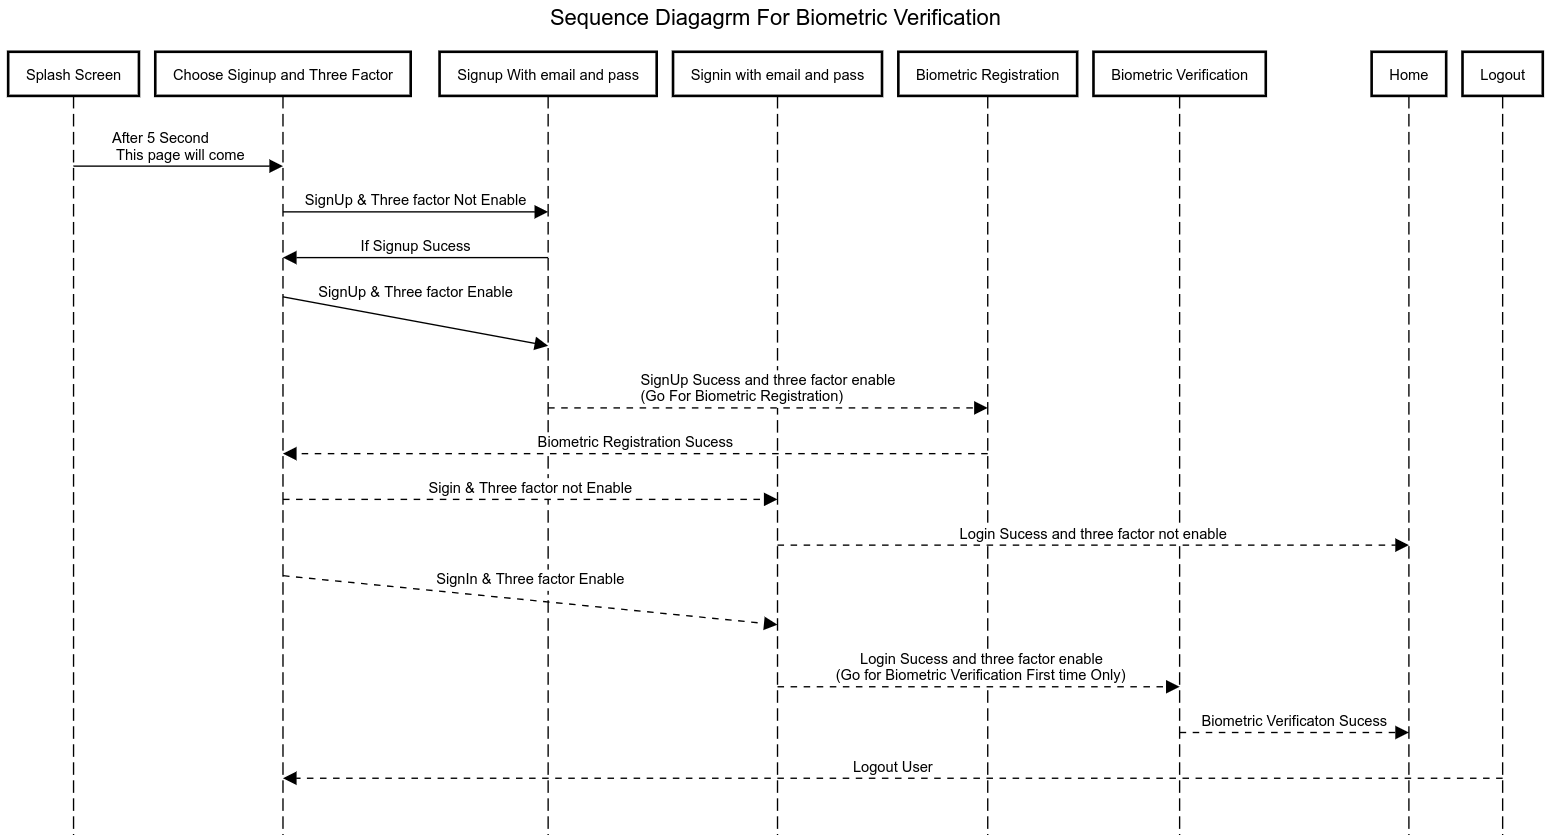 Sequence Diagagrm For Biometric Verification
Splash Screen
Choose Siginup and Three Factor
Signup With email and pass
Signin with email and pass
Biometric Registration
Biometric Verification
Home
Logout
After 5 Second
This page will come
SignUp & Three factor Not Enable
If Signup Sucess
SignUp & Three factor Enable
SignUp Sucess and three factor enable
(Go For Biometric Registration)
Biometric Registration Sucess
Sigin & Three factor not Enable
Login Sucess and three factor not enable
SignIn & Three factor Enable
Login Sucess and three factor enable
(Go for Biometric Verification First time Only)
Biometric Verificaton Sucess
Logout User